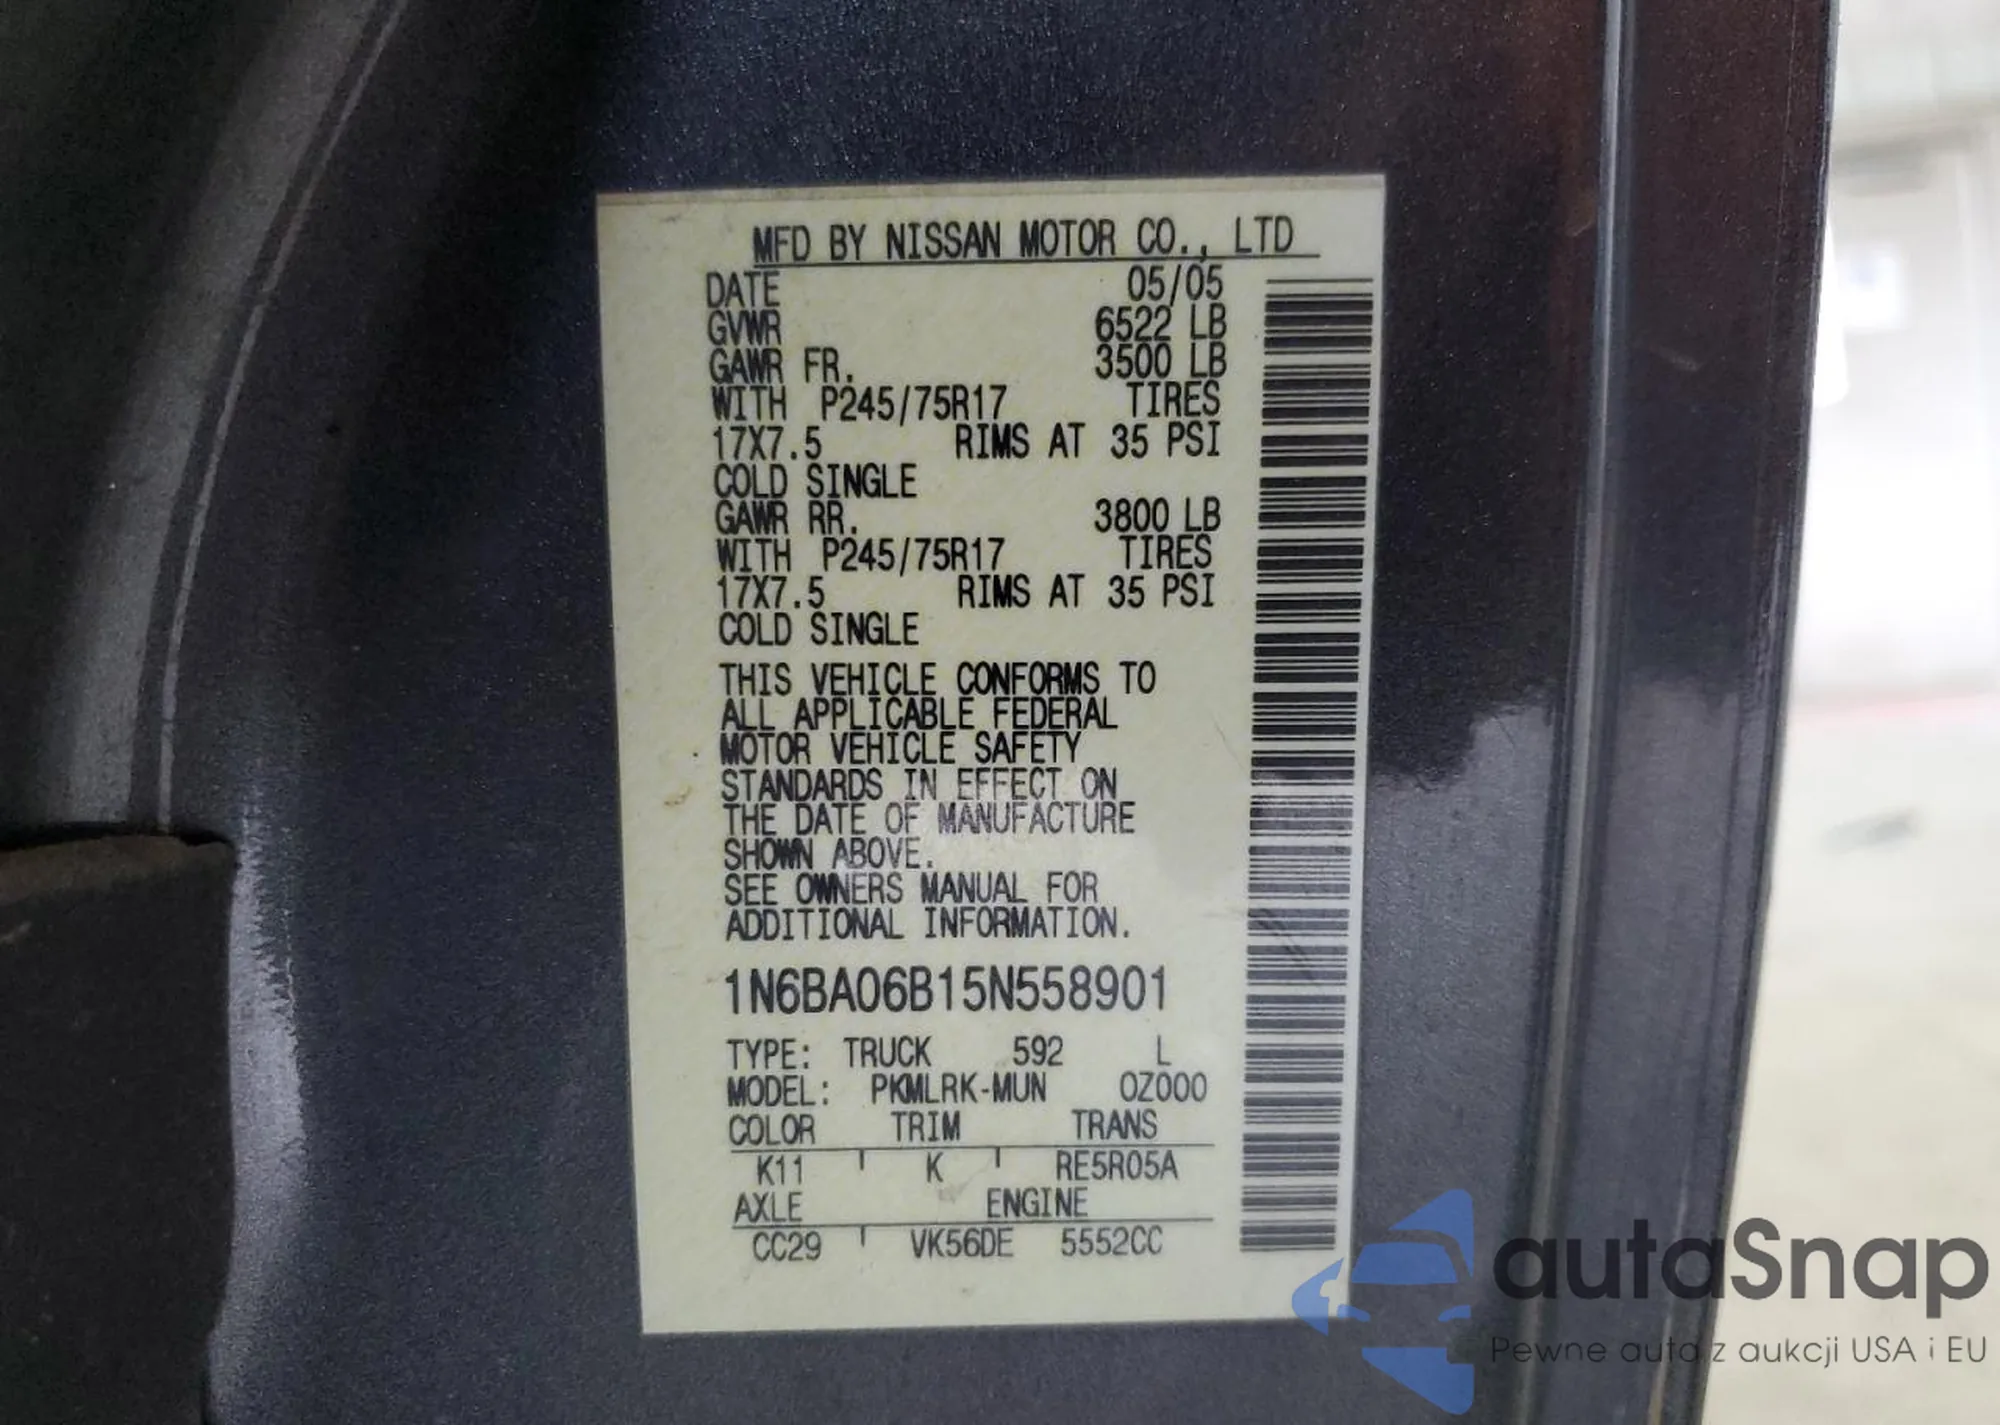 MFD BY NISSAN MOTOR CO., LTD
DATE 05/05
GVWR 6522 LB
GAWR FR. 3500 LB
WITH P245/75R17 TIRES
17X7.5 RIMS AT 35 PSI
COLD SINGLE
GAWR RR. 3800 LB
WITH P245/75R17 TIRES
17X7.5 RIMS AT 35 PSI
COLD SINGLE
THIS VEHICLE CONFORMS TO
ALL APPLICABLE FEDERAL
MOTOR VEHICLE SAFETY
STANDARDS IN EFFECT ON
THE DATE OF MANUFACTURE
SHOWN ABOVE.
SEE OWNERS MANUAL FOR
ADDITIONAL INFORMATION.
1N6BA06B15N558901
TYPE: TRUCK 592 L
MODEL: PKMLRK-MUN 0Z000
COLOR TRIM TRANS
K11 K RE5R05A
AXLE ENGINE
CC29 VK56DE 5552CC
autaSnap
Pewne auta z aukcji USA i EU